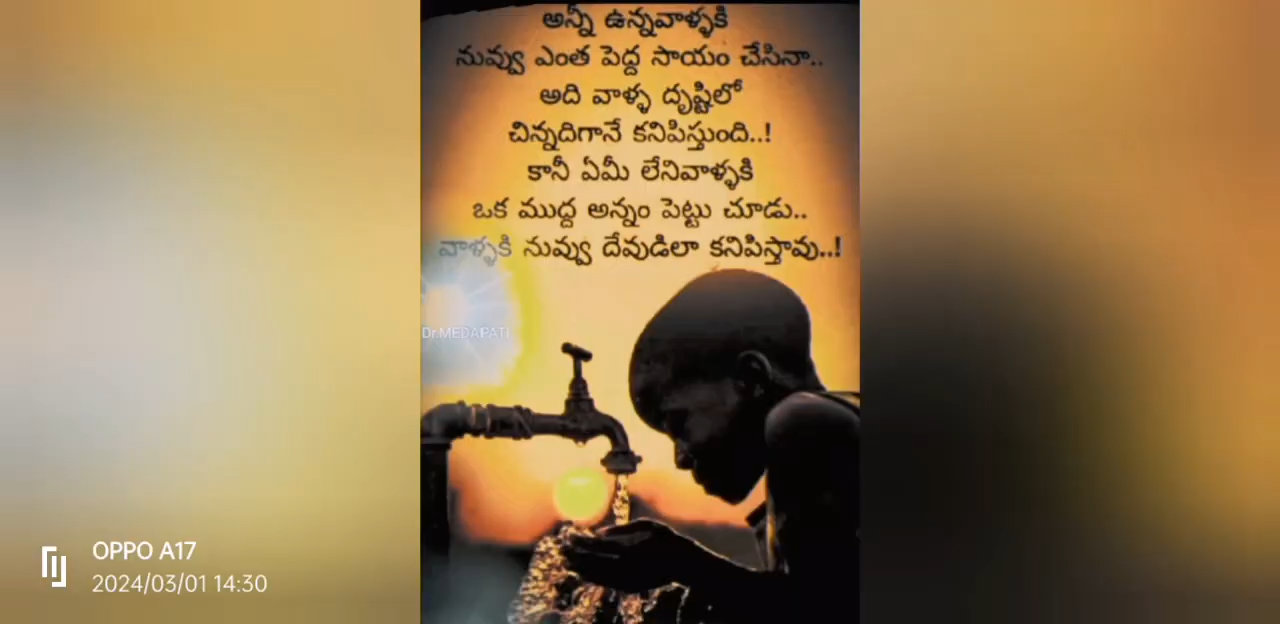 అన్నీ ఉన్నవాళ్ళకి
నువ్వు ఎంత పెద్ద సాయం చేసినా..
అది వాళ్ళ దృష్టిలో
చిన్నదిగానే కనిపిస్తుంది..!
కానీ ఏమీ లేనివాళ్ళకి
ఒక ముద్ద అన్నం పెట్టు చూడు..
వాళ్ళకి నువ్వు దేవుడిలా కనిపిస్తావు..!
Dr.MEDAPATI
OPPO A17
2024/03/01 14:30